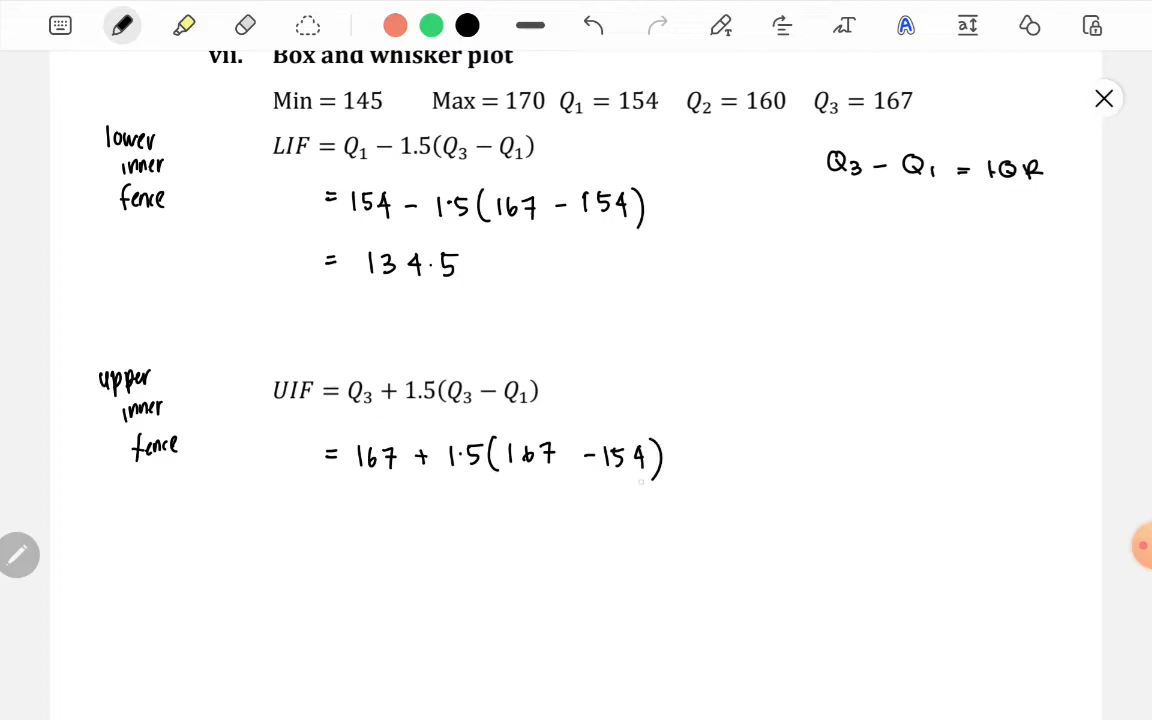 vii. Box and whisker plot
Min = 145 Max = 170 Q₁ = 154 Q₂ = 160 Q₃ = 167
lower
inner
fence
LIF = Q₁ − 1.5(Q₃ − Q₁)
Q₃ − Q₁ = IQR
= 154 − 1.5(167 − 154)
= 134.5
upper
inner
fence
UIF = Q₃ + 1.5(Q₃ − Q₁)
= 167 + 1.5(167 − 154)